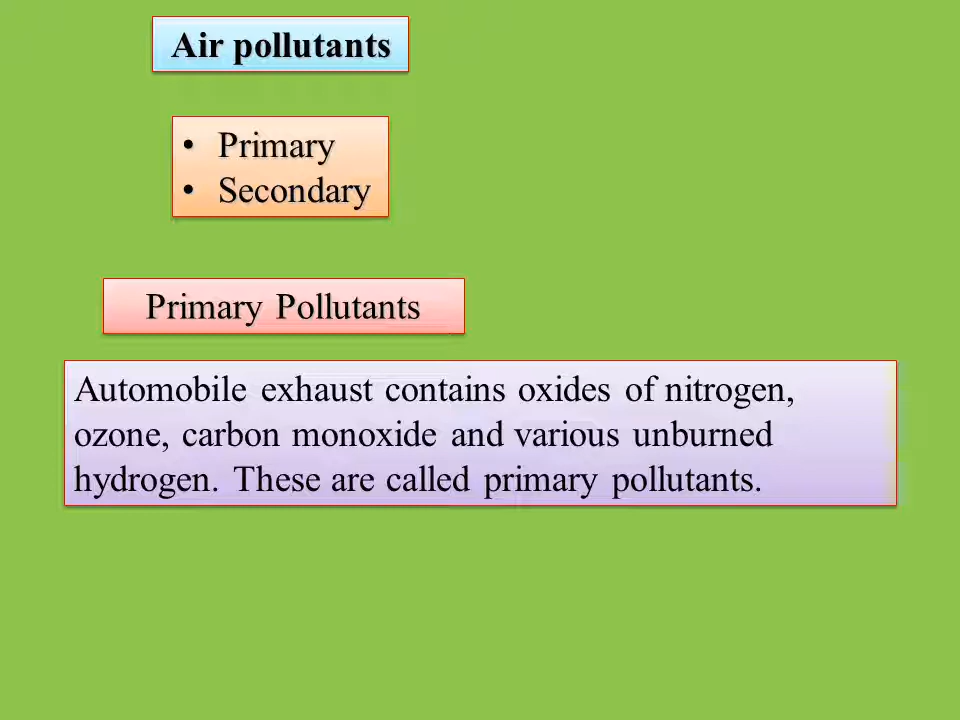 Air pollutants
• Primary
• Secondary
Primary Pollutants
Automobile exhaust contains oxides of nitrogen,
ozone, carbon monoxide and various unburned
hydrogen. These are called primary pollutants.